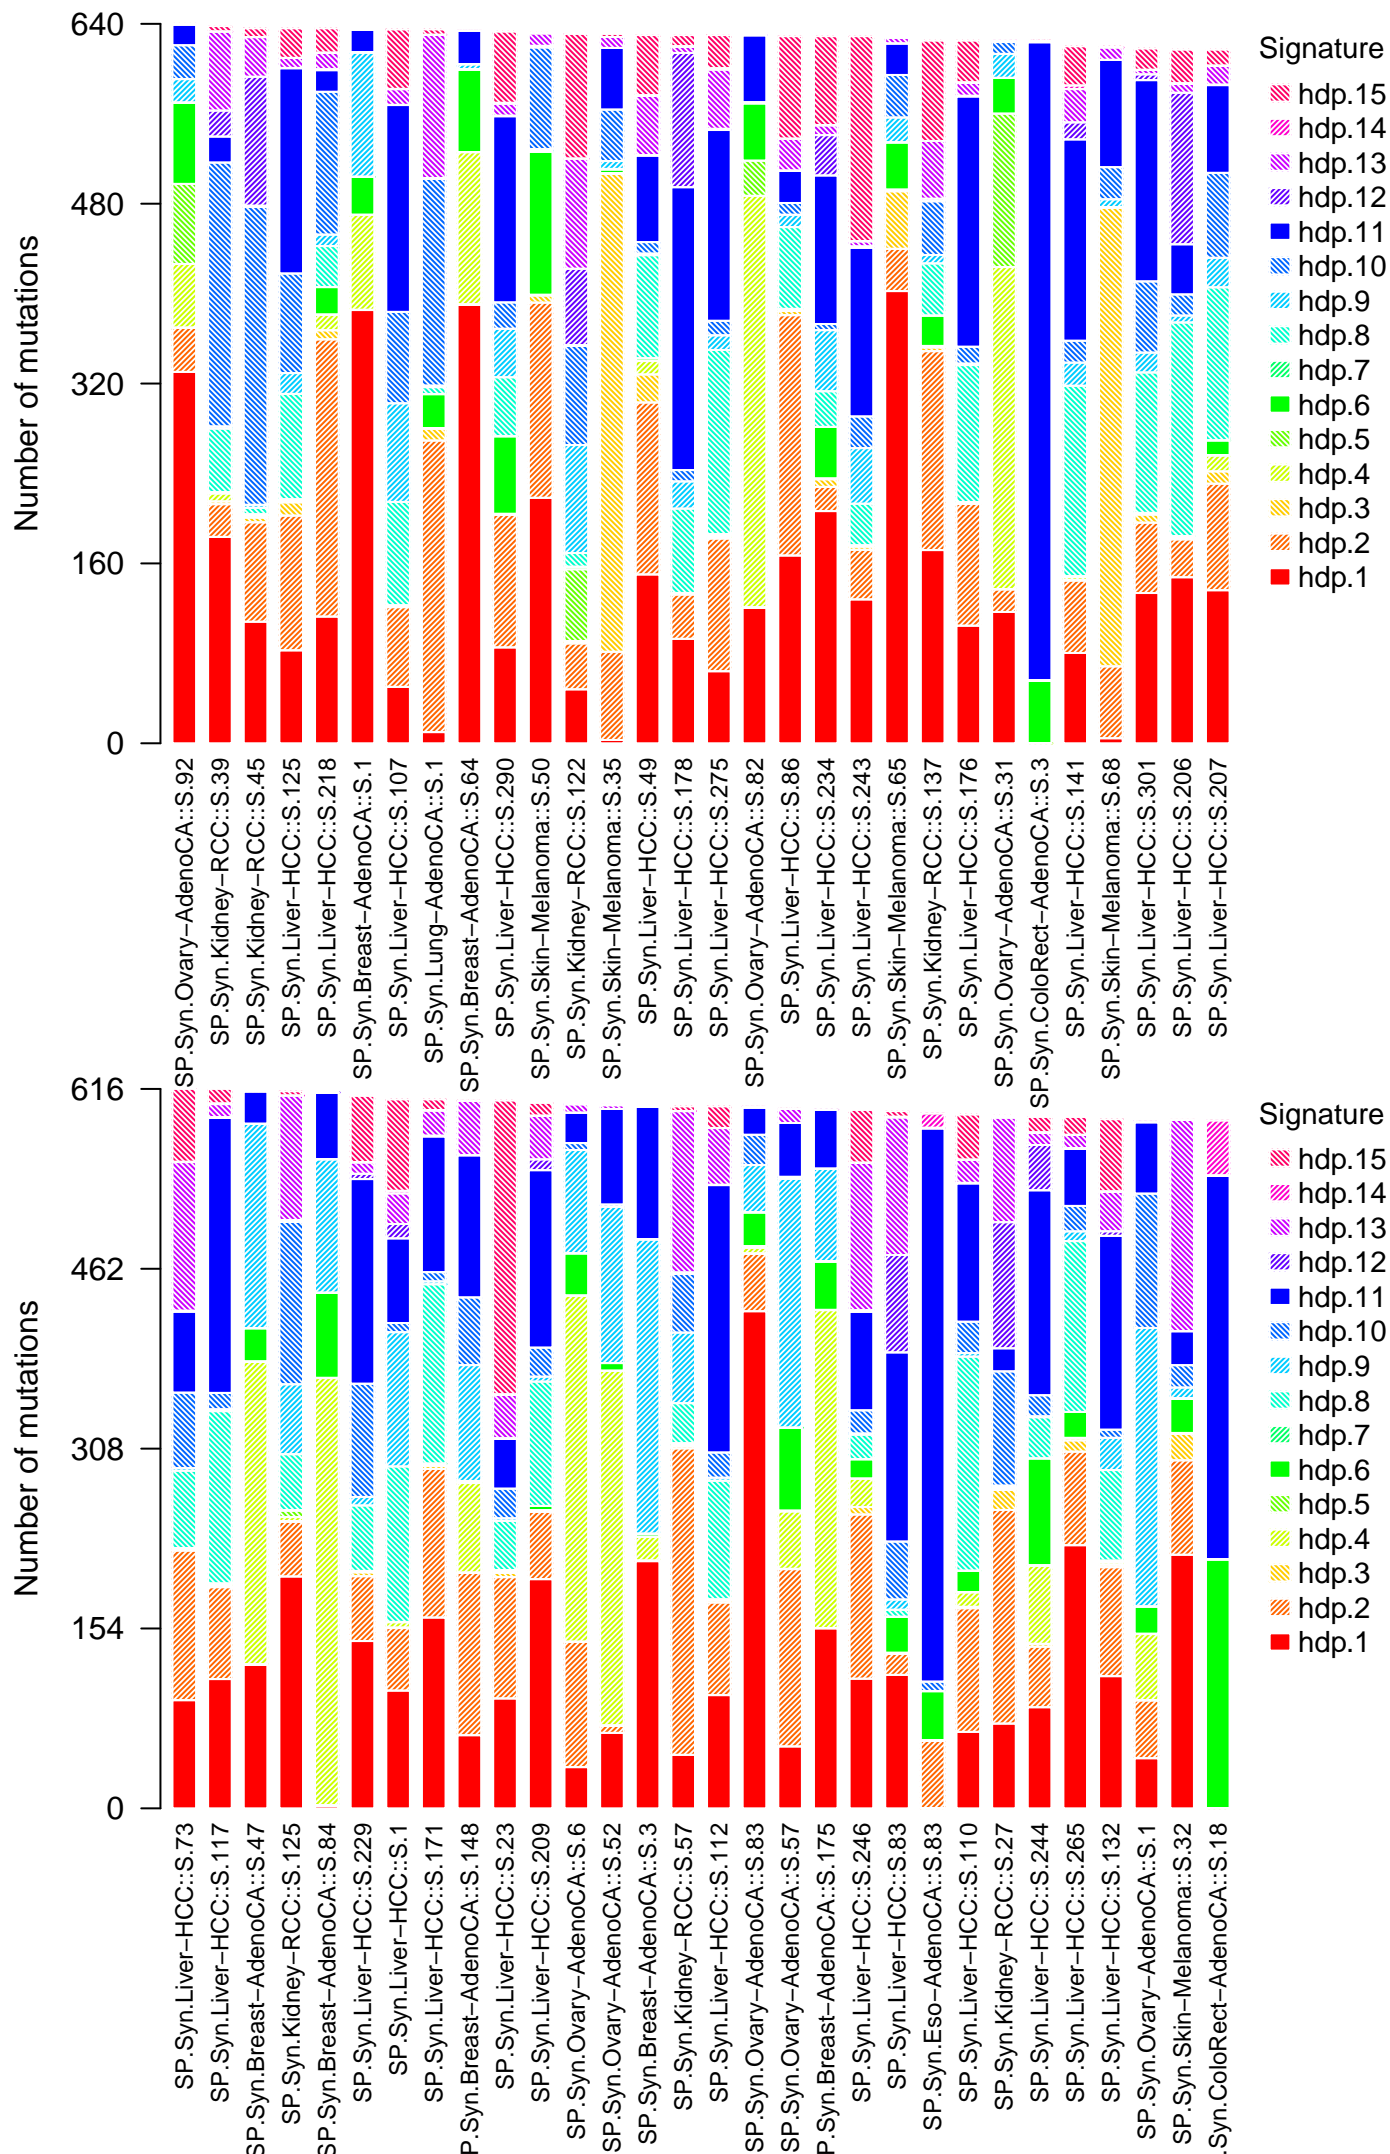 Number of mutations
640
480
320
160
0
Signature
hdp.15
hdp.14
hdp.13
hdp.12
hdp.11
hdp.10
hdp.9
hdp.8
hdp.7
hdp.6
hdp.5
hdp.4
hdp.3
hdp.2
hdp.1
SP.Syn.Ovary−AdenoCA::S.92
SP.Syn.Kidney−RCC::S.39
SP.Syn.Kidney−RCC::S.45
SP.Syn.Liver−HCC::S.125
SP.Syn.Liver−HCC::S.218
SP.Syn.Breast−AdenoCA::S.1
SP.Syn.Liver−HCC::S.107
SP.Syn.Lung−AdenoCA::S.1
SP.Syn.Breast−AdenoCA::S.64
SP.Syn.Liver−HCC::S.290
SP.Syn.Skin−Melanoma::S.50
SP.Syn.Kidney−RCC::S.122
SP.Syn.Skin−Melanoma::S.35
SP.Syn.Liver−HCC::S.49
SP.Syn.Liver−HCC::S.178
SP.Syn.Liver−HCC::S.275
SP.Syn.Ovary−AdenoCA::S.82
SP.Syn.Liver−HCC::S.86
SP.Syn.Liver−HCC::S.234
SP.Syn.Liver−HCC::S.243
SP.Syn.Skin−Melanoma::S.65
SP.Syn.Kidney−RCC::S.137
SP.Syn.Liver−HCC::S.176
SP.Syn.Ovary−AdenoCA::S.31
SP.Syn.ColoRect−AdenoCA::S.3
SP.Syn.Liver−HCC::S.141
SP.Syn.Skin−Melanoma::S.68
SP.Syn.Liver−HCC::S.301
SP.Syn.Liver−HCC::S.206
SP.Syn.Liver−HCC::S.207
Number of mutations
616
462
308
154
0
Signature
hdp.15
hdp.14
hdp.13
hdp.12
hdp.11
hdp.10
hdp.9
hdp.8
hdp.7
hdp.6
hdp.5
hdp.4
hdp.3
hdp.2
hdp.1
SP.Syn.Liver−HCC::S.73
SP.Syn.Liver−HCC::S.117
SP.Syn.Breast−AdenoCA::S.47
SP.Syn.Kidney−RCC::S.125
SP.Syn.Breast−AdenoCA::S.84
SP.Syn.Liver−HCC::S.229
SP.Syn.Liver−HCC::S.1
SP.Syn.Liver−HCC::S.171
P.Syn.Breast−AdenoCA::S.148
SP.Syn.Liver−HCC::S.23
SP.Syn.Liver−HCC::S.209
SP.Syn.Ovary−AdenoCA::S.6
SP.Syn.Ovary−AdenoCA::S.52
SP.Syn.Breast−AdenoCA::S.3
SP.Syn.Kidney−RCC::S.57
SP.Syn.Liver−HCC::S.112
SP.Syn.Ovary−AdenoCA::S.83
SP.Syn.Ovary−AdenoCA::S.57
P.Syn.Breast−AdenoCA::S.175
SP.Syn.Liver−HCC::S.246
SP.Syn.Liver−HCC::S.83
SP.Syn.Eso−AdenoCA::S.83
SP.Syn.Liver−HCC::S.110
SP.Syn.Kidney−RCC::S.27
SP.Syn.Liver−HCC::S.244
SP.Syn.Liver−HCC::S.265
SP.Syn.Liver−HCC::S.132
SP.Syn.Ovary−AdenoCA::S.1
SP.Syn.Skin−Melanoma::S.32
.Syn.ColoRect−AdenoCA::S.18